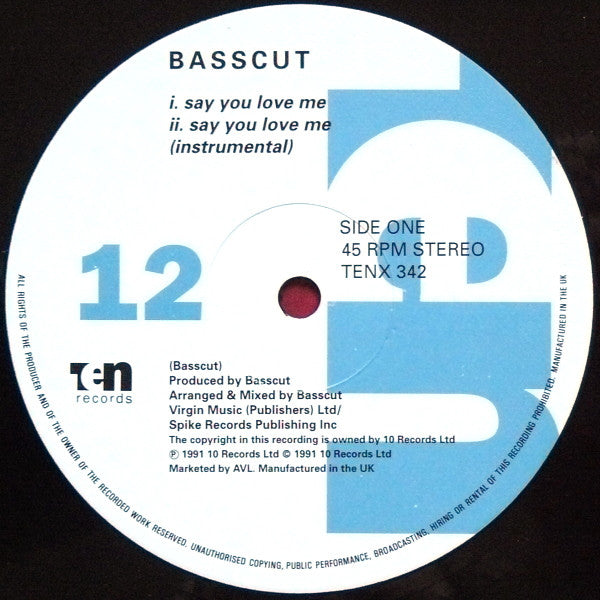 BASSCUT
i. say you love me
ii. say you love me
(instrumental)
SIDE ONE
45 RPM STEREO
TENX 342
12
Ten
records
(Basscut)
Produced by Basscut
Arranged & Mixed by Basscut
Virgin Music (Publishers) Ltd/
Spike Records Publishing Inc
The copyright in this recording is owned by 10 Records Ltd
℗ 1991 10 Records Ltd © 1991 10 Records Ltd
Marketed by AVL. Manufactured in the UK
ALL RIGHTS OF THE PRODUCER AND OF THE OWNER OF THE RECORDED WORK RESERVED. UNAUTHORISED COPYING, PUBLIC PERFORMANCE, BROADCASTING, HIRING OR RENTAL OF THIS RECORDING PROHIBITED. MANUFACTURED IN THE UK